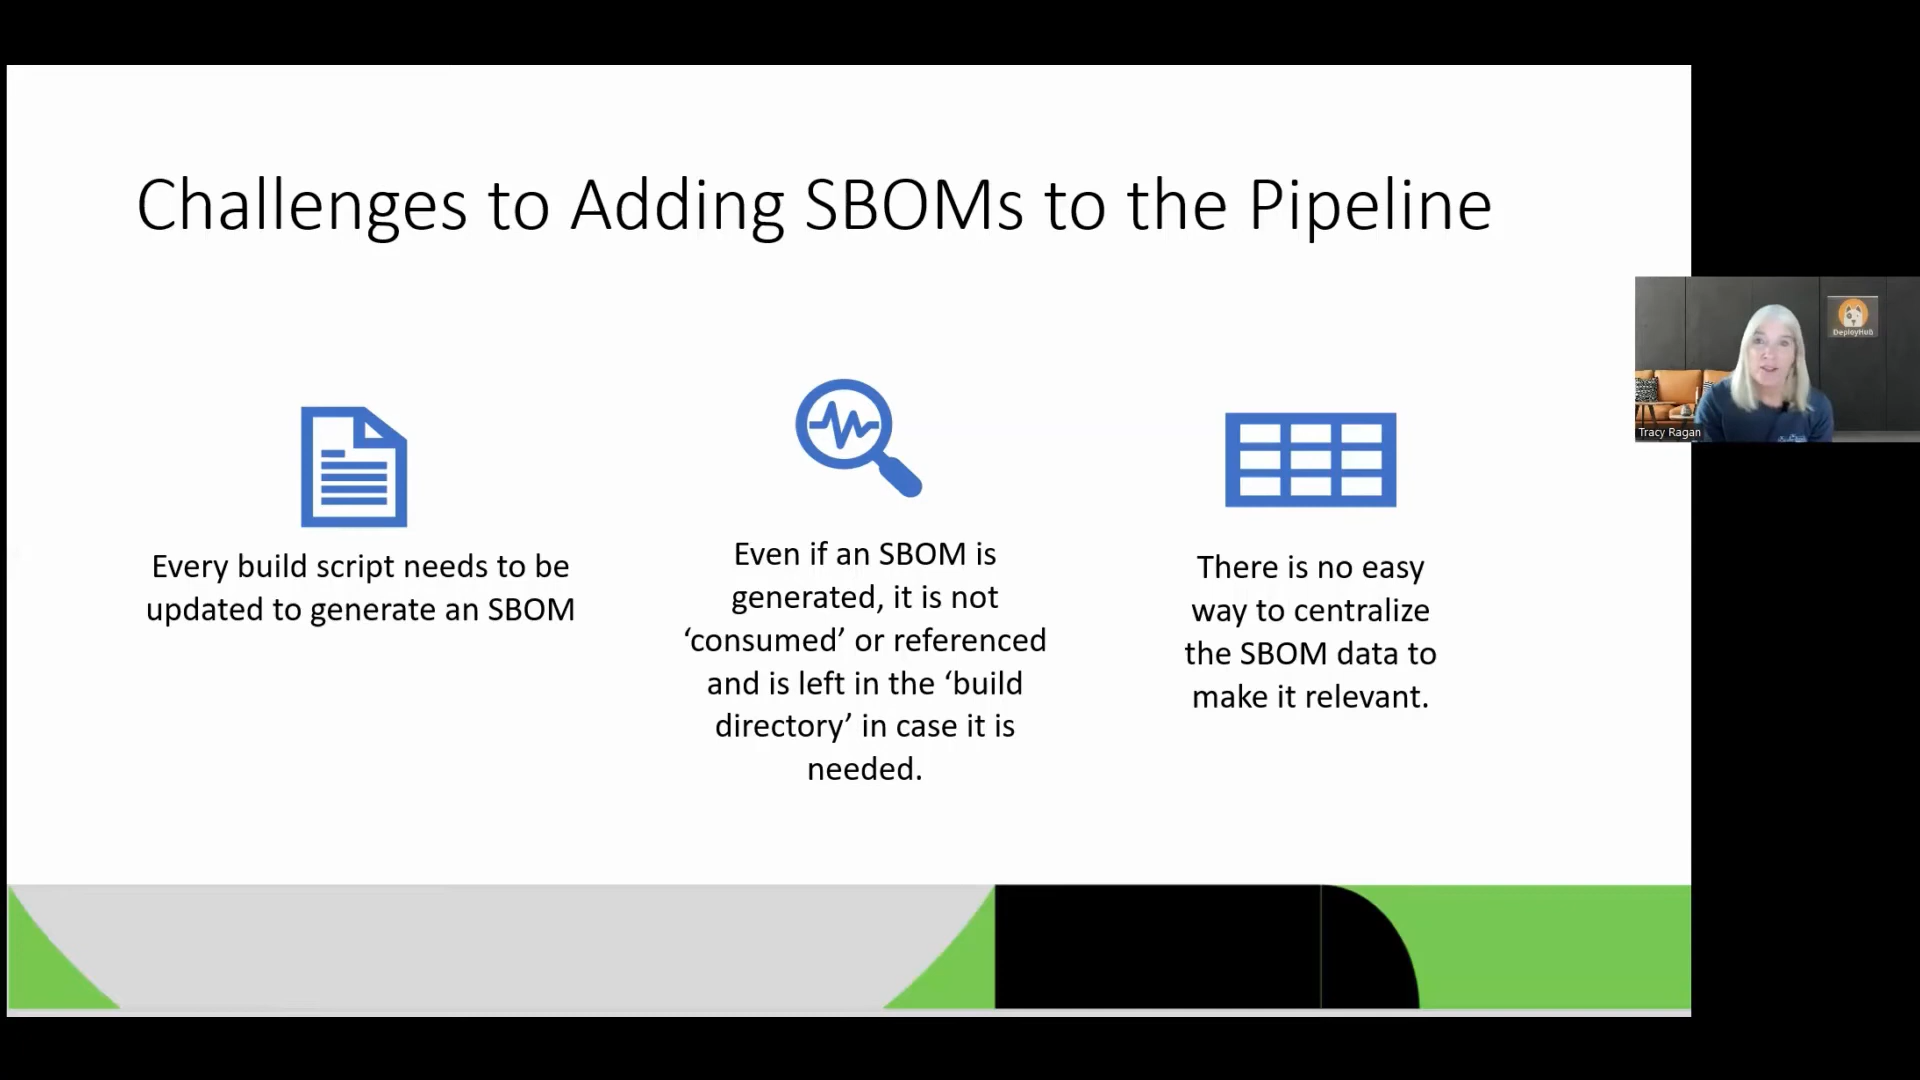 Challenges to Adding SBOMs to the Pipeline
Every build script needs to be
updated to generate an SBOM
Even if an SBOM is
generated, it is not
‘consumed’ or referenced
and is left in the ‘build
directory’ in case it is
needed.
There is no easy
way to centralize
the SBOM data to
make it relevant.
DeployHub
Tracy Ragan